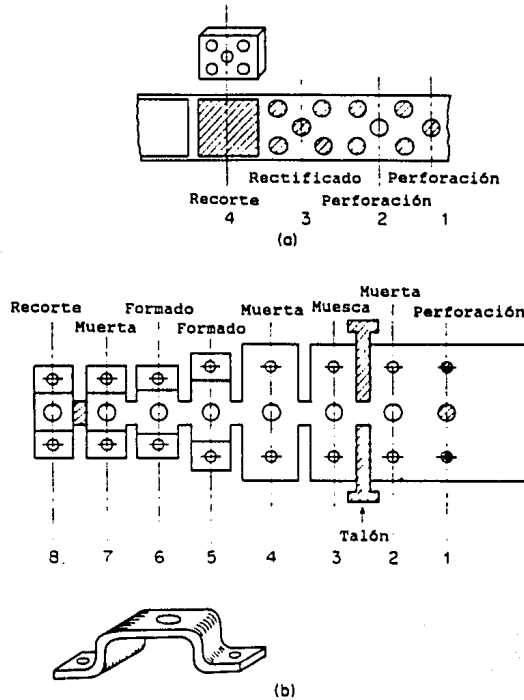 Rectificado Perforación
Recorte Perforación
4 3 2 1
(a)
Muerta
Recorte Formado Muerta Muesca Perforación
Muerta Formado
Talón
8. 7 6 5 4 3 2 1
(b)